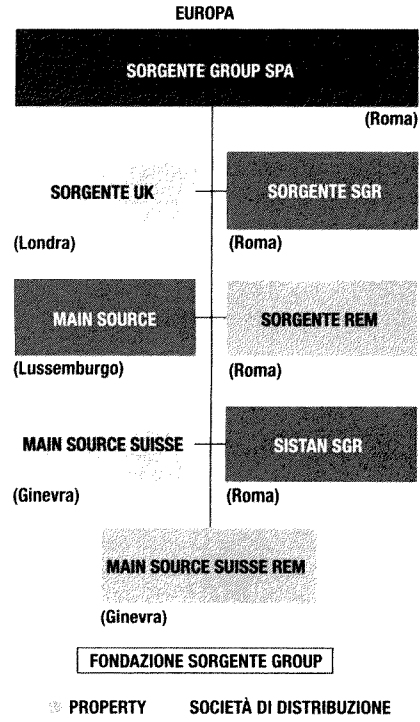 EUROPA
SORGENTE GROUP SPA
(Roma)
SORGENTE UK
SORGENTE SGR
(Londra)
(Roma)
MAIN SOURCE
SORGENTE REM
(Lussemburgo)
(Roma)
MAIN SOURCE SUISSE
SISTAN SGR
(Ginevra)
(Roma)
MAIN SOURCE SUISSE REM
(Ginevra)
FONDAZIONE SORGENTE GROUP
PROPERTY SOCIETÀ DI DISTRIBUZIONE